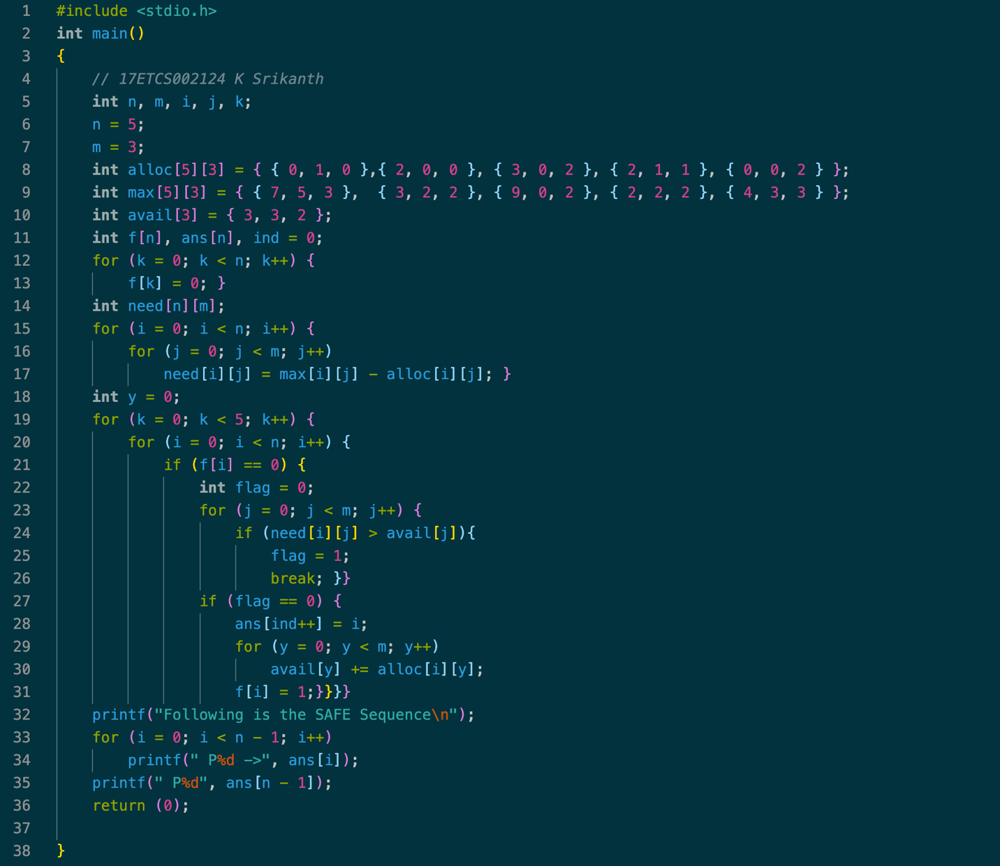 1 #include <stdio.h>
2 int main()
3 {
4 // 17ETCS002124 K Srikanth
5 int n, m, i, j, k;
6 n = 5;
7 m = 3;
8 int alloc[5][3] = { { 0, 1, 0 },{ 2, 0, 0 }, { 3, 0, 2 }, { 2, 1, 1 }, { 0, 0, 2 } };
9 int max[5][3] = { { 7, 5, 3 },  { 3, 2, 2 }, { 9, 0, 2 }, { 2, 2, 2 }, { 4, 3, 3 } };
10 int avail[3] = { 3, 3, 2 };
11 int f[n], ans[n], ind = 0;
12 for (k = 0; k < n; k++) {
13 f[k] = 0; }
14 int need[n][m];
15 for (i = 0; i < n; i++) {
16 for (j = 0; j < m; j++)
17 need[i][j] = max[i][j] - alloc[i][j]; }
18 int y = 0;
19 for (k = 0; k < 5; k++) {
20 for (i = 0; i < n; i++) {
21 if (f[i] == 0) {
22 int flag = 0;
23 for (j = 0; j < m; j++) {
24 if (need[i][j] > avail[j]){
25 flag = 1;
26 break; }}
27 if (flag == 0) {
28 ans[ind++] = i;
29 for (y = 0; y < m; y++)
30 avail[y] += alloc[i][y];
31 f[i] = 1;}}}}
32 printf("Following is the SAFE Sequence\n");
33 for (i = 0; i < n - 1; i++)
34 printf(" P%d ->", ans[i]);
35 printf(" P%d", ans[n - 1]);
36 return (0);
37
38 }